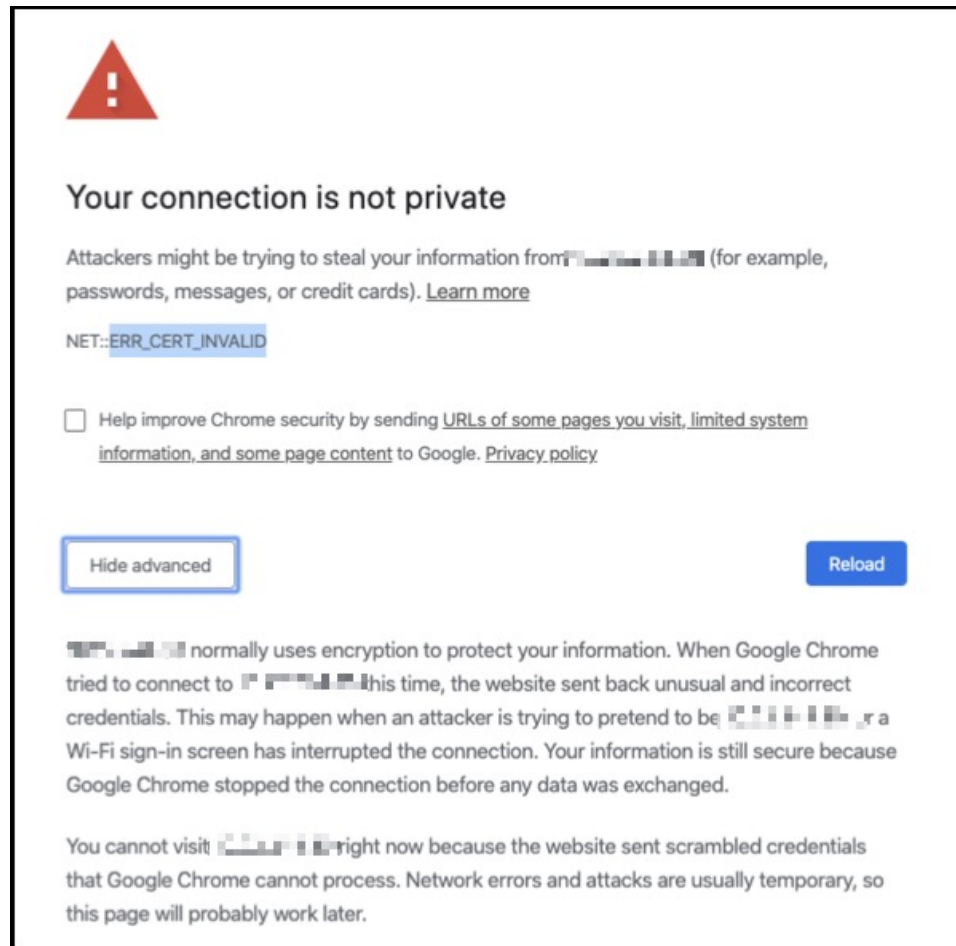 Your connection is not private
Attackers might be trying to steal your information from (for example,
passwords, messages, or credit cards). Learn more
NET::ERR_CERT_INVALID
Help improve Chrome security by sending URLs of some pages you visit, limited system
information, and some page content to Google. Privacy policy
Hide advanced
Reload
normally uses encryption to protect your information. When Google Chrome
tried to connect to this time, the website sent back unusual and incorrect
credentials. This may happen when an attacker is trying to pretend to be or a
Wi-Fi sign-in screen has interrupted the connection. Your information is still secure because
Google Chrome stopped the connection before any data was exchanged.
You cannot visit right now because the website sent scrambled credentials
that Google Chrome cannot process. Network errors and attacks are usually temporary, so
this page will probably work later.